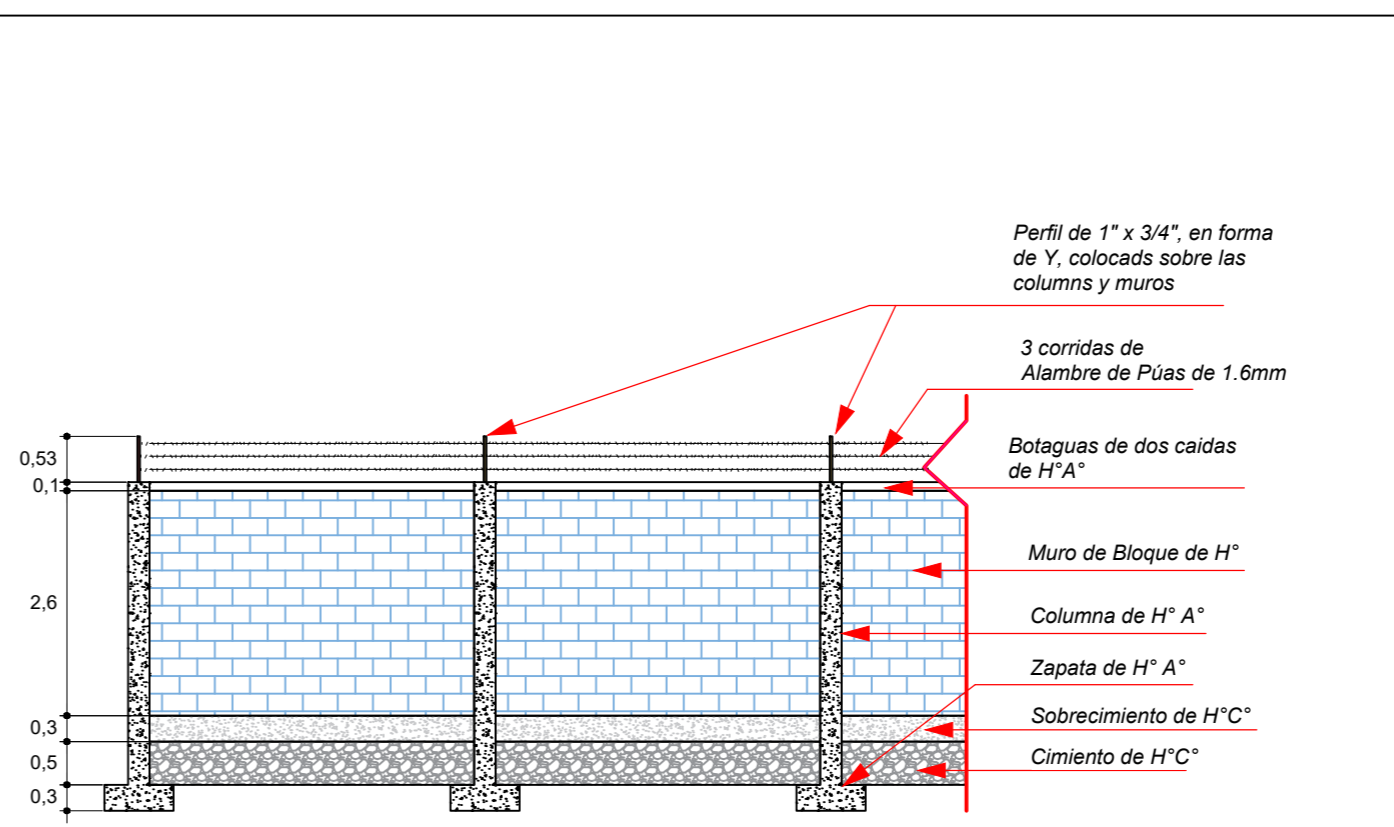 Perfil de 1" x 3/4", en forma
de Y, colocads sobre las
columns y muros
3 corridas de
Alambre de Púas de 1.6mm
Botaguas de dos caidas
de H°A°
Muro de Bloque de H°
Columna de H° A°
Zapata de H° A°
Sobrecimiento de H°C°
Cimiento de H°C°
0,53
0,1
2,6
0,3
0,5
0,3